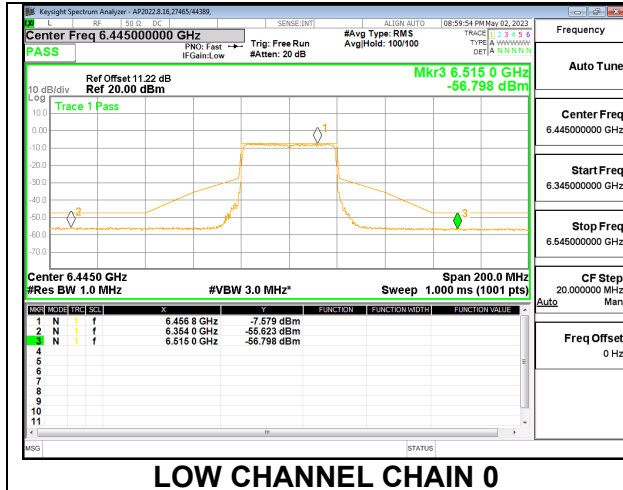 Keysight Spectrum Analyzer - AP2022.8.16,27465/44389,
L RF 50 Ω DC SENSE:INT ALIGN AUTO 08:59:54 PM May 02, 2023
Center Freq 6.445000000 GHz #Avg Type: RMS TRACE 1 2 3 4 5 6
PASS PNO: Fast Trig: Free Run Avg|Hold: 100/100 TYPE A WWWWW
IFGain:Low #Atten: 20 dB DET A N N N N N
Ref Offset 11.22 dB Mkr3 6.515 0 GHz
10 dB/div Ref 20.00 dBm -56.798 dBm
Log
Trace 1 Pass
10.0
0.00
-10.0
-20.0
-30.0
-40.0
-50.0
-60.0
-70.0
1
2
3
Center 6.4450 GHz Span 200.0 MHz
#Res BW 1.0 MHz #VBW 3.0 MHz* Sweep 1.000 ms (1001 pts)
MKR MODE TRC SCL X Y FUNCTION FUNCTION WIDTH FUNCTION VALUE
1 N 1 f 6.456 8 GHz -7.579 dBm
2 N 1 f 6.354 0 GHz -55.623 dBm
3 N 1 f 6.515 0 GHz -56.798 dBm
4
5
6
7
8
9
10
11
MSG STATUS
Frequency
Auto Tune
Center Freq
6.445000000 GHz
Start Freq
6.345000000 GHz
Stop Freq
6.545000000 GHz
CF Step
20.000000 MHz
Auto Man
Freq Offset
0 Hz
LOW CHANNEL CHAIN 0